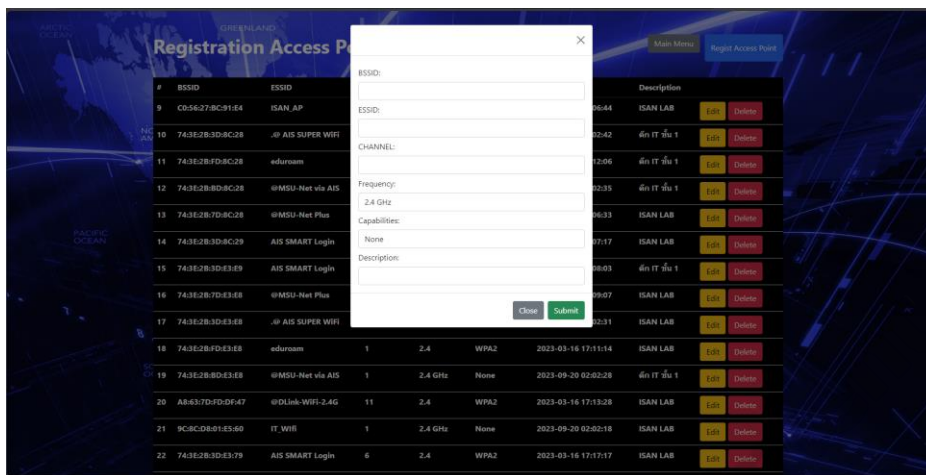 ARCTIC OCEAN
GREENLAND
Registration Access Po
Main Menu
Regist Access Point
# BSSID ESSID Description
9 C0:56:27:BC:91:E4 ISAN_AP 06:44 ISAN LAB Edit Delete
10 74:3E:2B:3D:8C:28 .@ AIS SUPER WiFi 02:42 ตึก IT ชั้น 1 Edit Delete
11 74:3E:2B:FD:8C:28 eduroam 12:06 ตึก IT ชั้น 1 Edit Delete
12 74:3E:2B:BD:8C:28 @MSU-Net via AIS 02:35 ตึก IT ชั้น 1 Edit Delete
13 74:3E:2B:7D:8C:28 @MSU-Net Plus 06:33 ISAN LAB Edit Delete
14 74:3E:2B:3D:8C:29 AIS SMART Login 07:17 ISAN LAB Edit Delete
15 74:3E:2B:3D:E3:E9 AIS SMART Login 08:03 ตึก IT ชั้น 1 Edit Delete
16 74:3E:2B:7D:E3:E8 @MSU-Net Plus 09:07 ISAN LAB Edit Delete
17 74:3E:2B:3D:E3:E8 .@ AIS SUPER WiFi 02:31 ISAN LAB Edit Delete
18 74:3E:2B:FD:E3:E8 eduroam 1 2.4 WPA2 2023-03-16 17:11:14 ISAN LAB Edit Delete
19 74:3E:2B:BD:E3:E8 @MSU-Net via AIS 1 2.4 GHz None 2023-09-20 02:02:28 ตึก IT ชั้น 1 Edit Delete
20 A8:63:7D:FD:DF:47 @DLink-WiFi-2.4G 11 2.4 WPA2 2023-03-16 17:13:28 ISAN LAB Edit Delete
21 9C:8C:D8:01:E5:60 IT_Wifi 1 2.4 GHz None 2023-09-20 02:02:18 ISAN LAB Edit Delete
22 74:3E:2B:3D:E3:79 AIS SMART Login 6 2.4 WPA2 2023-03-16 17:17:17 ISAN LAB Edit Delete
PACIFIC OCEAN
BSSID:
ESSID:
CHANNEL:
Frequency:
2.4 GHz
Capabilities:
None
Description:
Close Submit